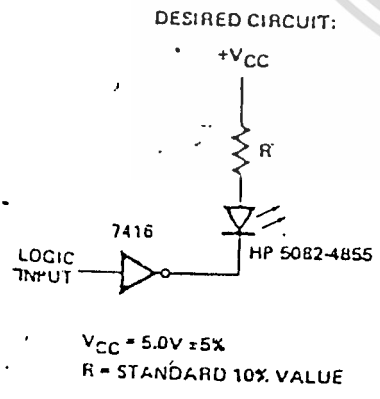 DESIRED CIRCUIT:
+VCC
R
7416
HP 5082-4855
LOGIC
INPUT
VCC = 5.0V ±5%
R = STANDARD 10% VALUE